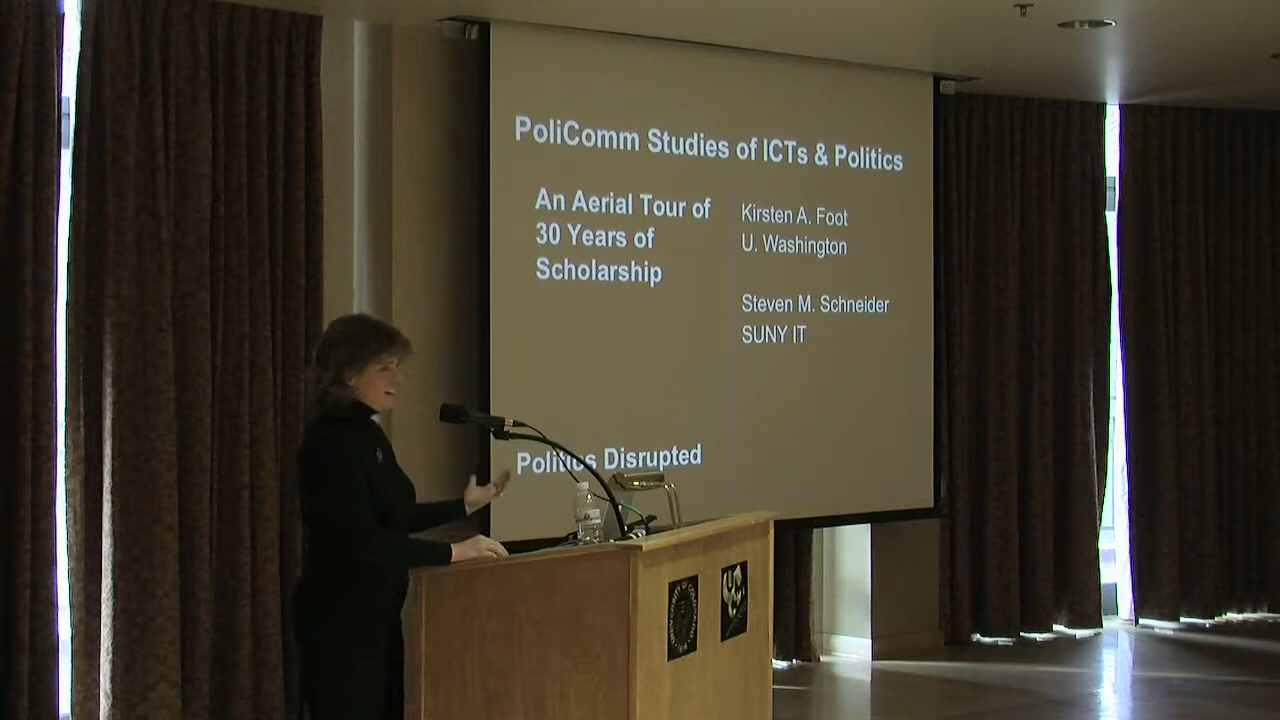 PoliComm Studies of ICTs & Politics
An Aerial Tour of
30 Years of
Scholarship
Kirsten A. Foot
U. Washington
Steven M. Schneider
SUNY IT
Politics Disrupted